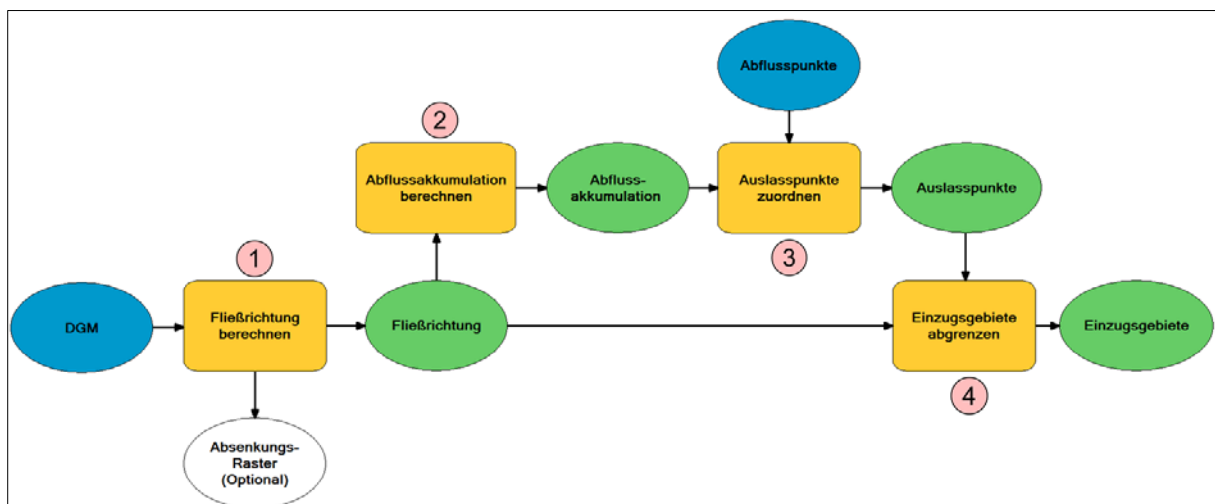 Abflusspunkte
2
Abflussakkumulation
berechnen
Abfluss-
akkumulation
Auslasspunkte
zuordnen
Auslasspunkte
3
1
DGM
Fließrichtung
berechnen
Fließrichtung
Einzugsgebiete
abgrenzen
Einzugsgebiete
4
Absenkungs-
Raster
(Optional)